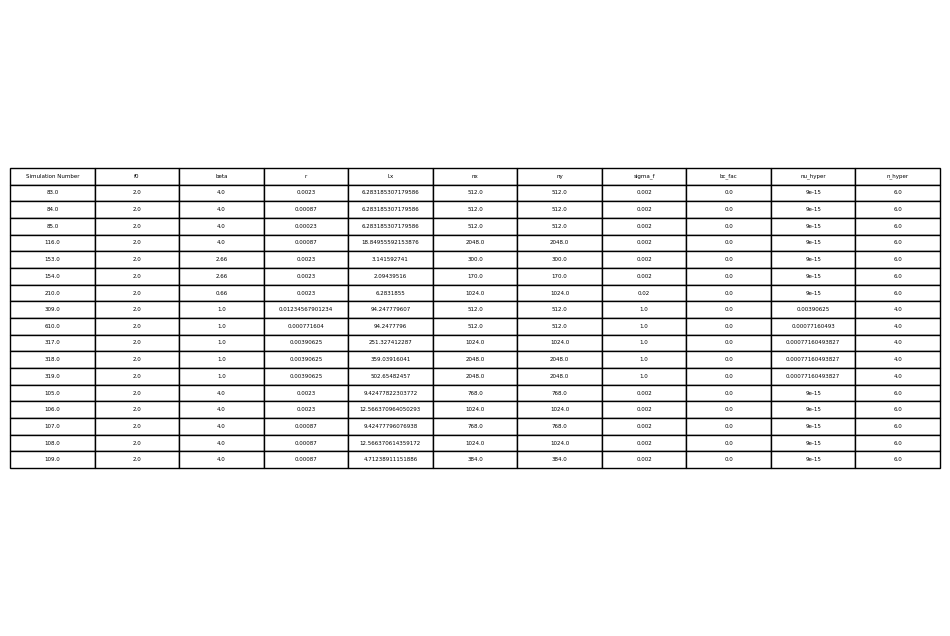 Simulation Number f0 beta r Lx nx ny sigma_f bc_fac nu_hyper n_hyper
83.0 2.0 4.0 0.0023 6.283185307179586 512.0 512.0 0.002 0.0 9e-15 6.0
84.0 2.0 4.0 0.00087 6.283185307179586 512.0 512.0 0.002 0.0 9e-15 6.0
85.0 2.0 4.0 0.00023 6.283185307179586 512.0 512.0 0.002 0.0 9e-15 6.0
116.0 2.0 4.0 0.00087 18.84955592153876 2048.0 2048.0 0.002 0.0 9e-15 6.0
153.0 2.0 2.66 0.0023 3.141592741 300.0 300.0 0.002 0.0 9e-15 6.0
154.0 2.0 2.66 0.0023 2.09439516 170.0 170.0 0.002 0.0 9e-15 6.0
210.0 2.0 0.66 0.0023 6.2831855 1024.0 1024.0 0.02 0.0 9e-15 6.0
309.0 2.0 1.0 0.01234567901234 94.247779607 512.0 512.0 1.0 0.0 0.00390625 4.0
610.0 2.0 1.0 0.000771604 94.2477796 512.0 512.0 1.0 0.0 0.00077160493 4.0
317.0 2.0 1.0 0.00390625 251.327412287 1024.0 1024.0 1.0 0.0 0.00077160493827 4.0
318.0 2.0 1.0 0.00390625 359.03916041 2048.0 2048.0 1.0 0.0 0.00077160493827 4.0
319.0 2.0 1.0 0.00390625 502.65482457 2048.0 2048.0 1.0 0.0 0.00077160493827 4.0
105.0 2.0 4.0 0.0023 9.42477822303772 768.0 768.0 0.002 0.0 9e-15 6.0
106.0 2.0 4.0 0.0023 12.566370964050293 1024.0 1024.0 0.002 0.0 9e-15 6.0
107.0 2.0 4.0 0.00087 9.42477796076938 768.0 768.0 0.002 0.0 9e-15 6.0
108.0 2.0 4.0 0.00087 12.566370614359172 1024.0 1024.0 0.002 0.0 9e-15 6.0
109.0 2.0 4.0 0.00087 4.71238911151886 384.0 384.0 0.002 0.0 9e-15 6.0